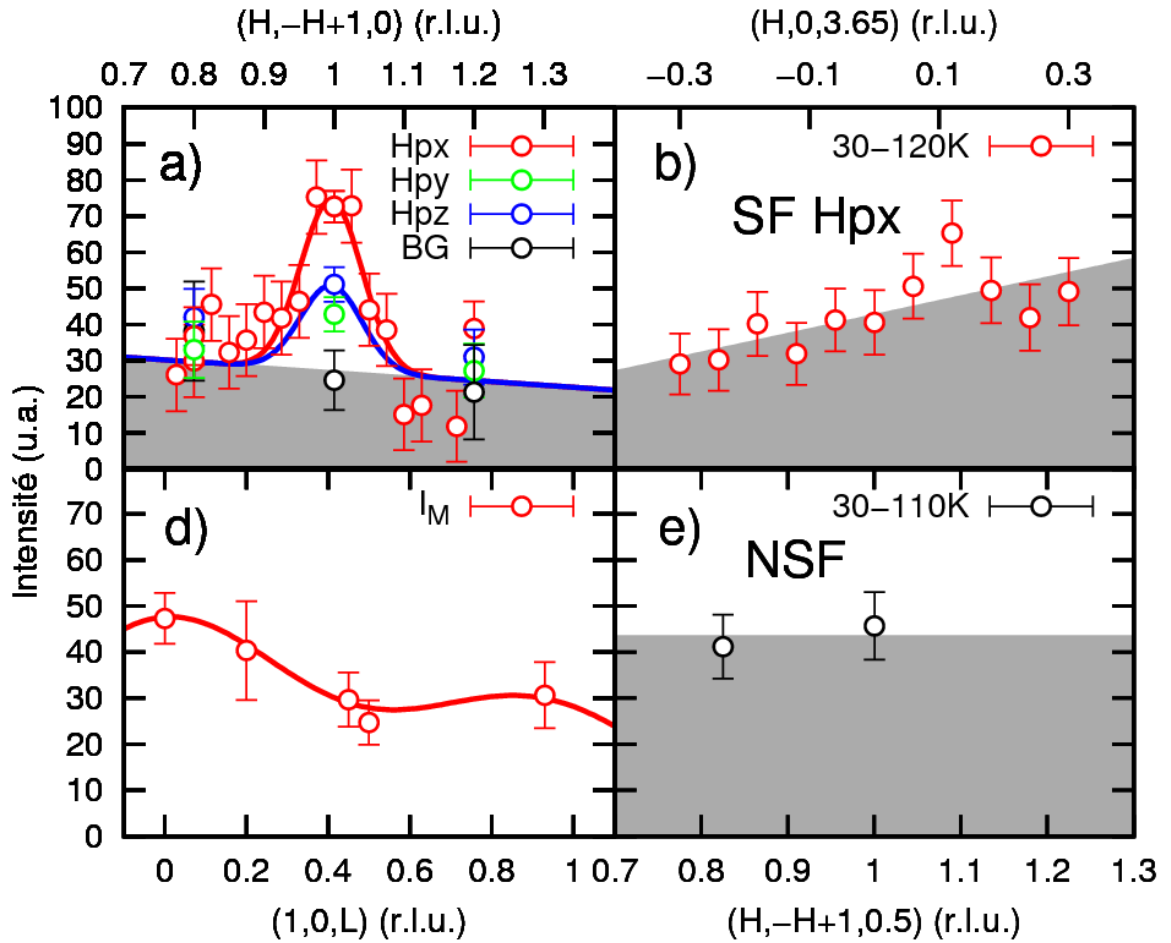 (H,−H+1,0) (r.l.u.)
(H,0,3.65) (r.l.u.)
0.7 0.8 0.9 1 1.1 1.2 1.3
−0.3 −0.1 0.1 0.3
100
90
80
70
60
50
40
30
20
10
0
a)
Hpx
Hpy
Hpz
BG
b)
30−120K
SF Hpx
Intensité (u.a.)
70
60
50
40
30
20
10
0
d)
I_M
e)
30−110K
NSF
0 0.2 0.4 0.6 0.8 1
0.7 0.8 0.9 1 1.1 1.2 1.3
(1,0,L) (r.l.u.)
(H,−H+1,0.5) (r.l.u.)